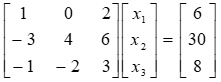 [ 1 0 2 ] [ x₁ ] = [ 6 ]
[ − 3 4 6 ] [ x₂ ] = [ 30 ]
[ − 1 − 2 3 ] [ x₃ ] = [ 8 ]